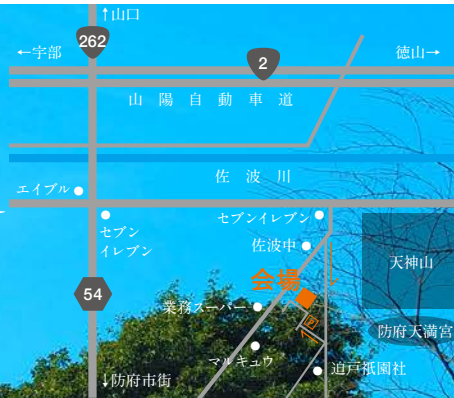 ↑山口
262
←宇部
2
徳山→
山陽自動車道
佐波川
エイブル
セブン
イレブン
セブンイレブン
佐波中
天神山
会場
54
業務スーパー
P
防府天満宮
マルキュウ
迫戸祇園社
↓防府市街